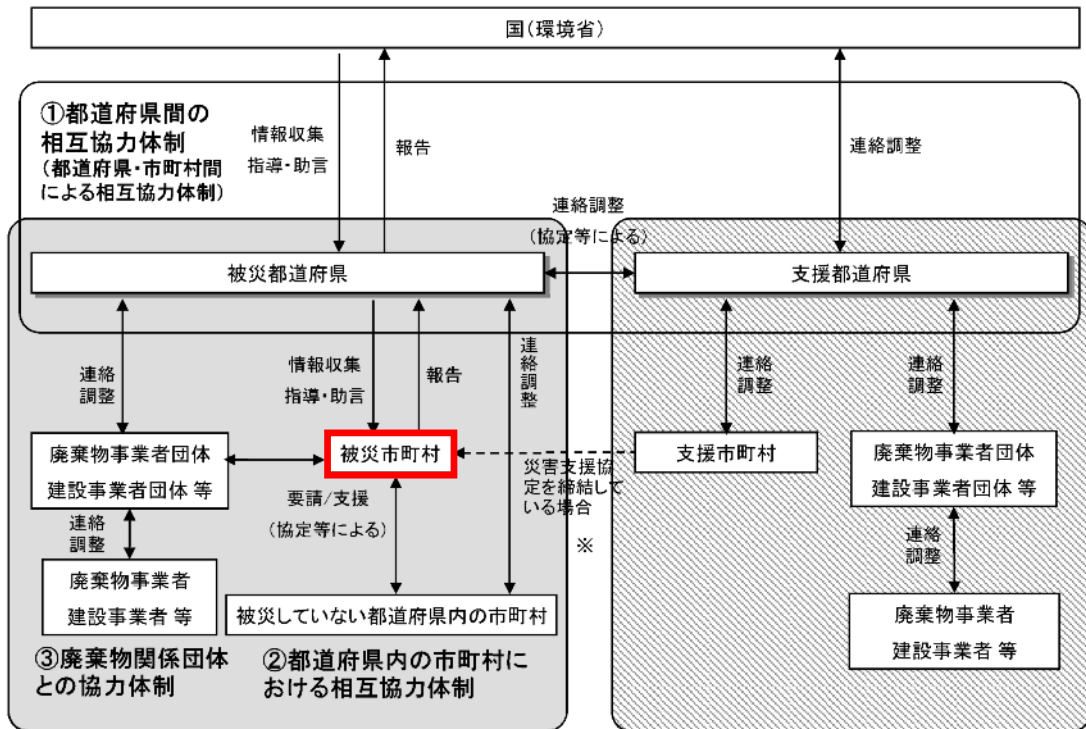 国(環境省)
①都道府県間の
相互協力体制
(都道府県・市町村間
による相互協力体制)
情報収集
指導・助言
報告
連絡調整
連絡調整
(協定等による)
被災都道府県
支援都道府県
連絡
調整
情報収集
指導・助言
報告
連
絡
調
整
連絡
調整
連絡
調整
廃棄物事業者団体
建設事業者団体 等
被災市町村
支援市町村
廃棄物事業者団体
建設事業者団体 等
災害支援協
定を締結して
いる場合
※
要請/支援
(協定等による)
連絡
調整
連絡
調整
廃棄物事業者
建設事業者 等
被災していない都道府県内の市町村
廃棄物事業者
建設事業者 等
③廃棄物関係団体
との協力体制
②都道府県内の市町村に
おける相互協力体制